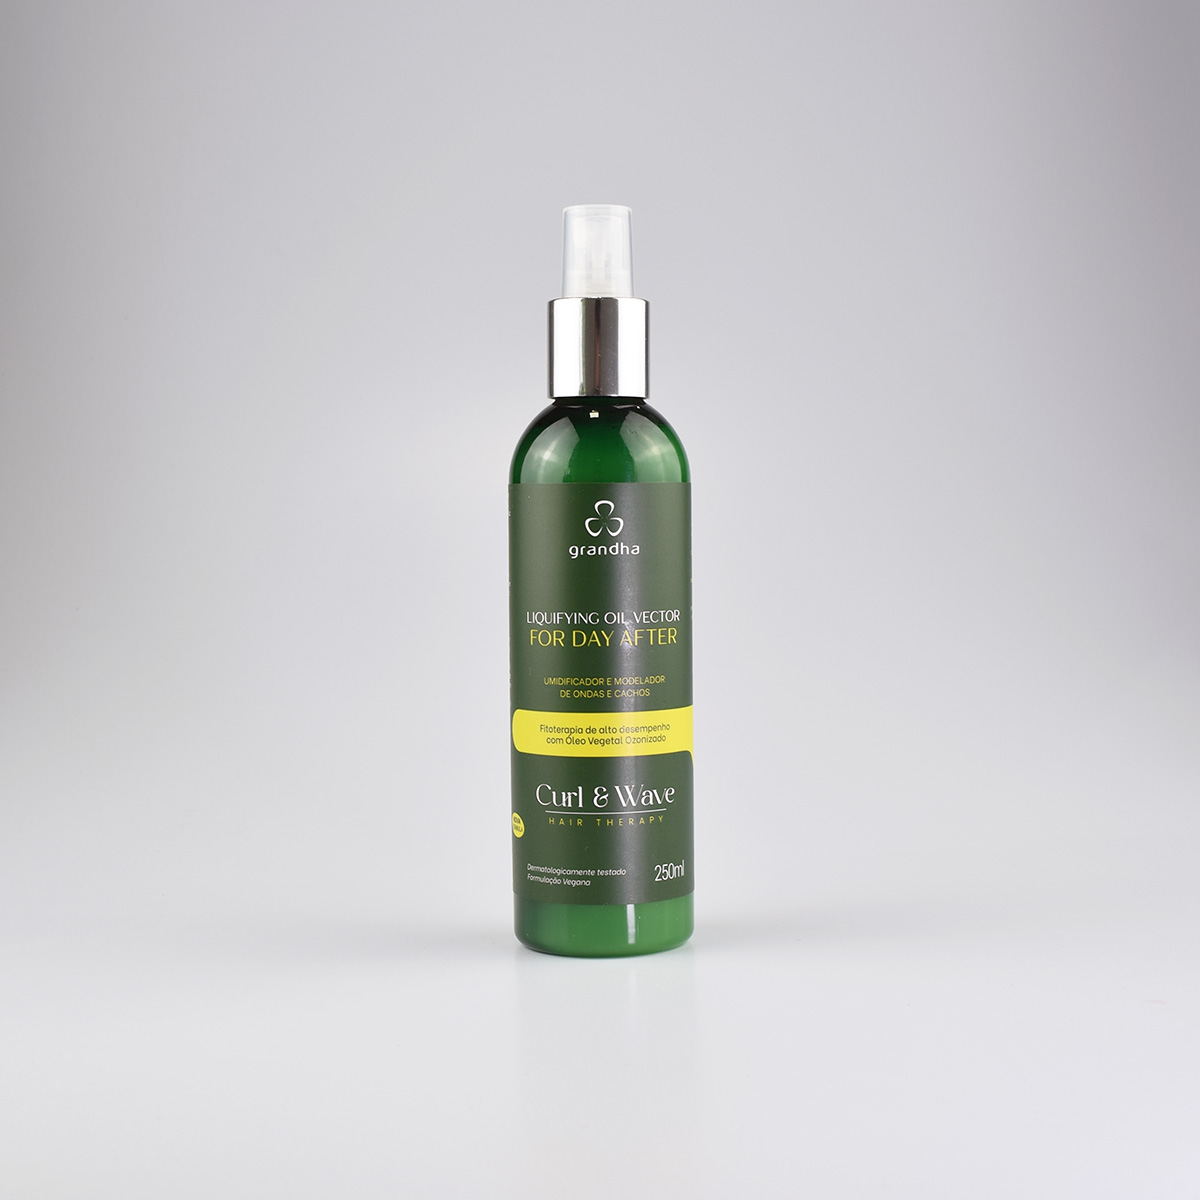 grandha
LIQUIFYING OIL VECTOR
FOR DAY AFTER
UMIDIFICADOR E MODELADOR
DE ONDAS E CACHOS
Fitoterapia de alto desempenho
com Óleo Vegetal Ozonizado
Curl & Wave
HAIR THERAPY
Dermatologicamente testado
Formulação Vegana
250ml